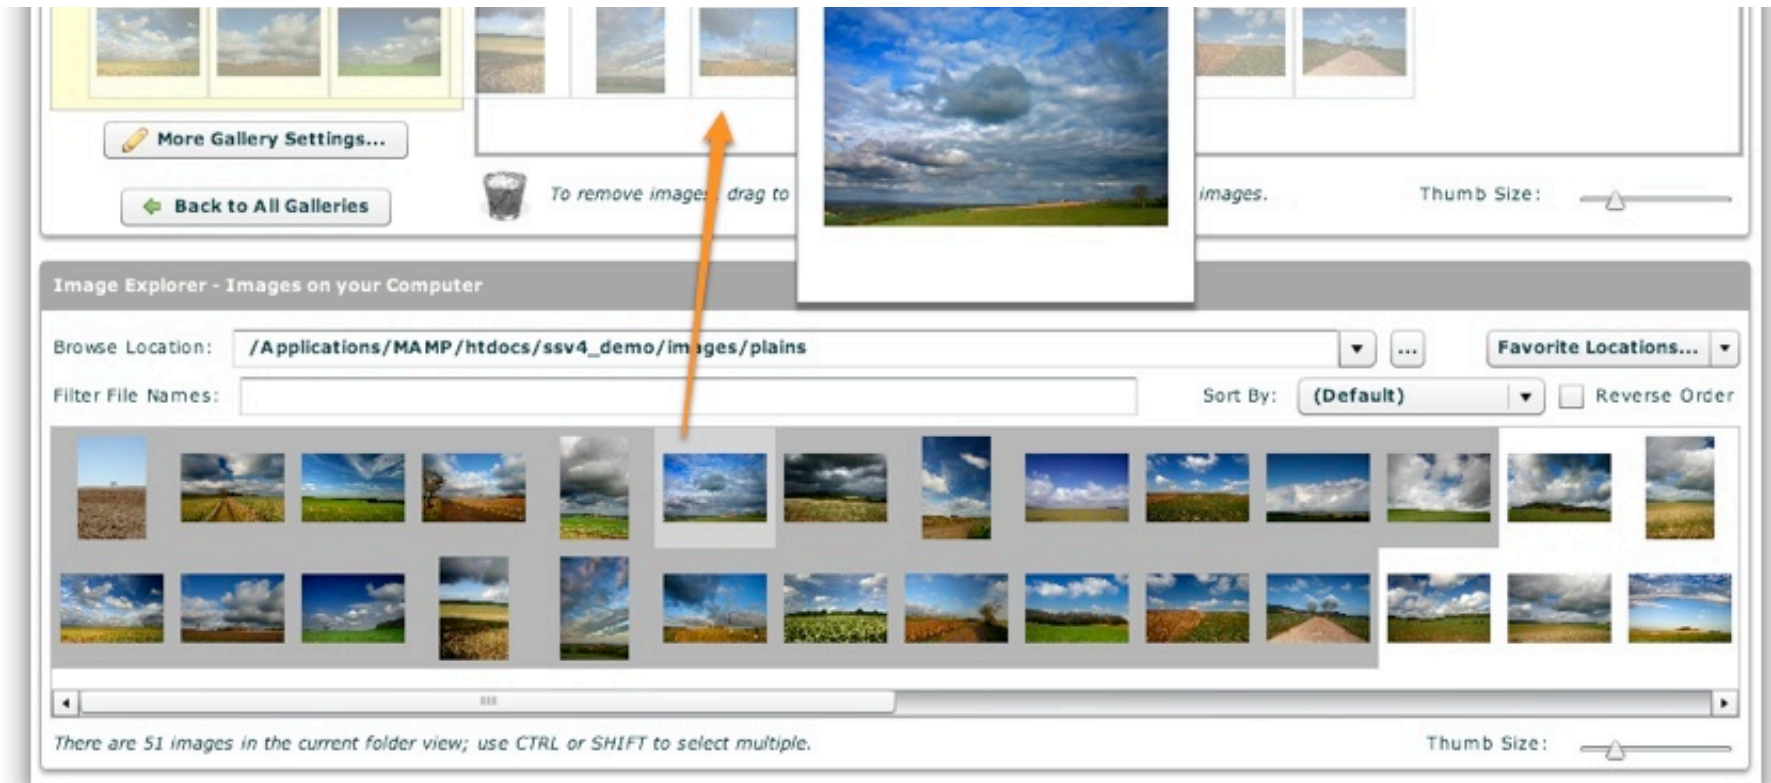 More Gallery Settings...
Back to All Galleries
To remove images, drag to
images.
Thumb Size:
Image Explorer - Images on your Computer
Browse Location:
/Applications/MAMP/htdocs/ssv4_demo/images/plains
...
Favorite Locations...
Filter File Names:
Sort By:
(Default)
Reverse Order
There are 51 images in the current folder view; use CTRL or SHIFT to select multiple.
Thumb Size: